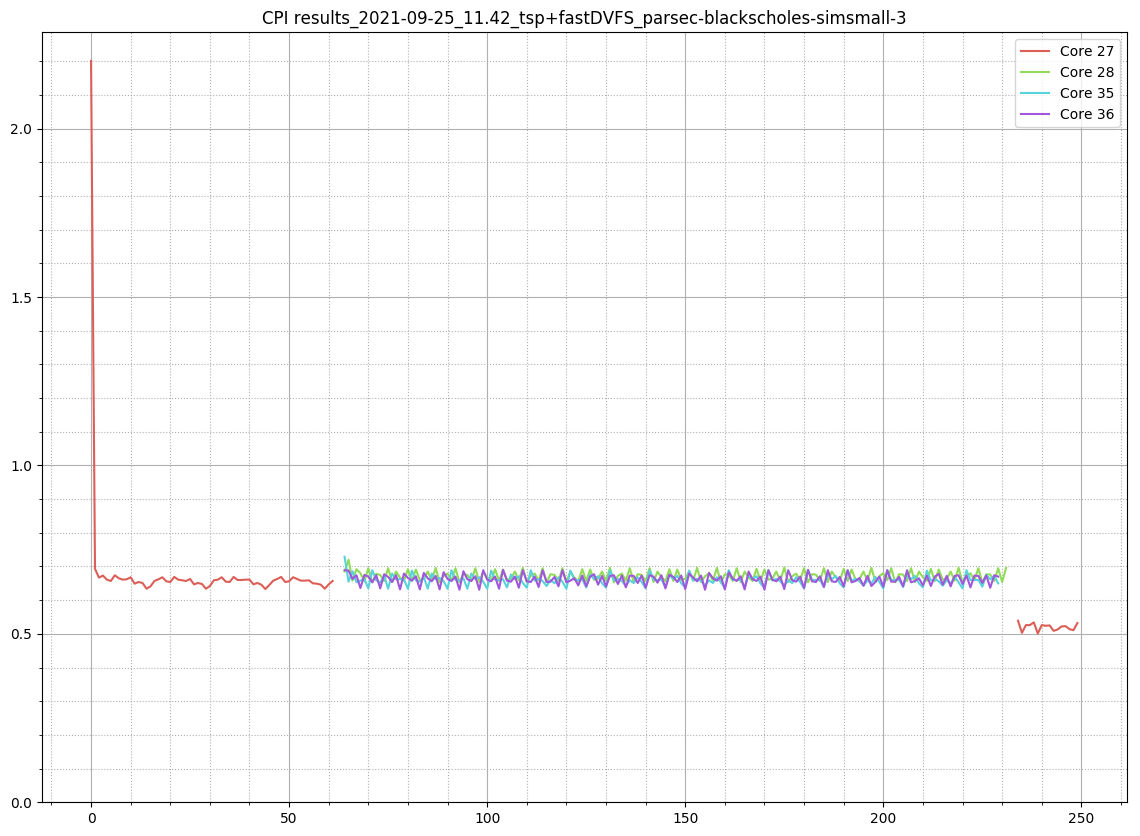 CPI results_2021-09-25_11.42_tsp+fastDVFS_parsec-blackscholes-simsmall-3
Core 27
Core 28
Core 35
Core 36
2.0
1.5
1.0
0.5
0.0
0 50 100 150 200 250